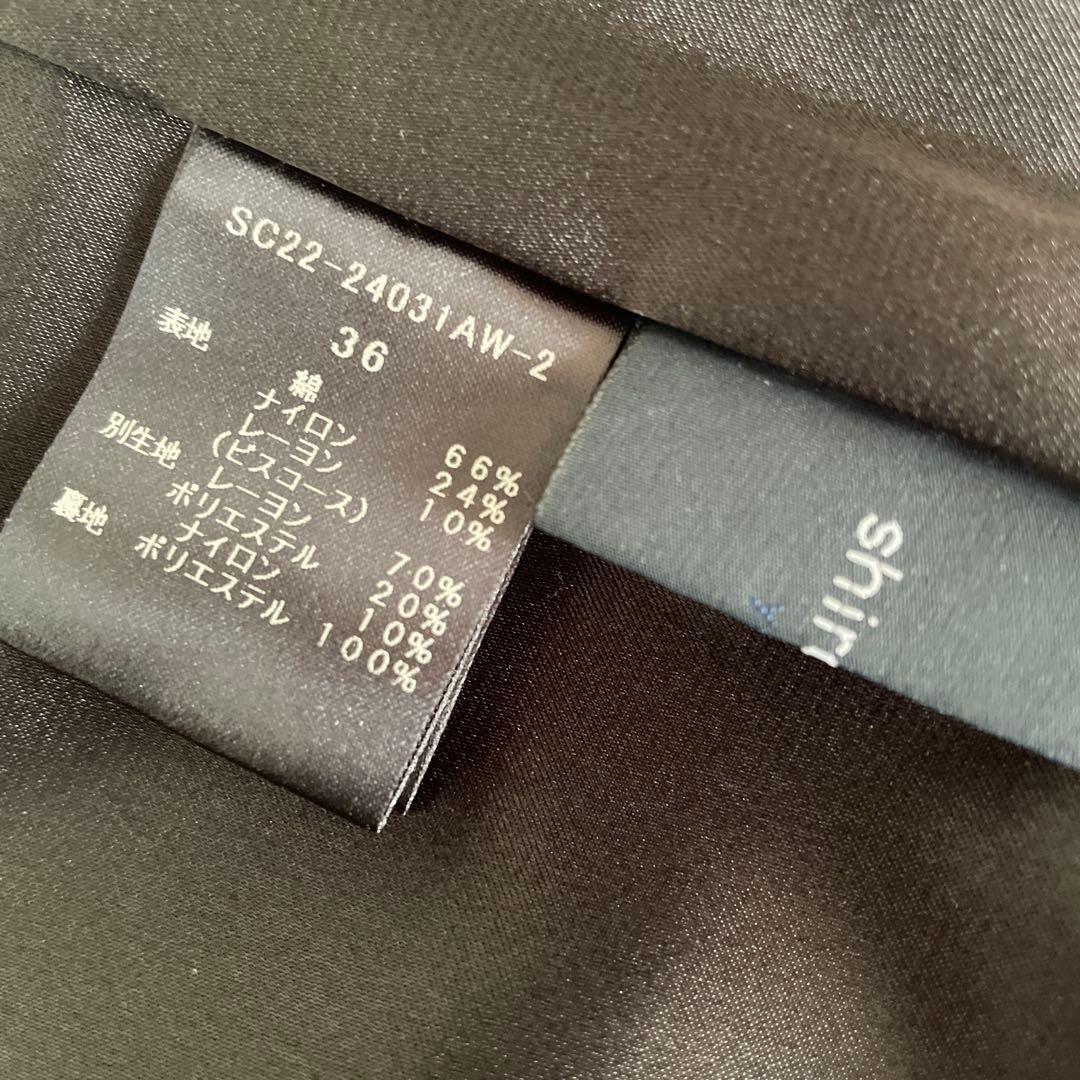 SC22-24031AW-2
36
表地
綿 66%
ナイロン 24%
レーヨン 10%
(ビスコース)
別生地
レーヨン 70%
ポリエステル 20%
ナイロン 10%
裏地
ポリエステル 100%